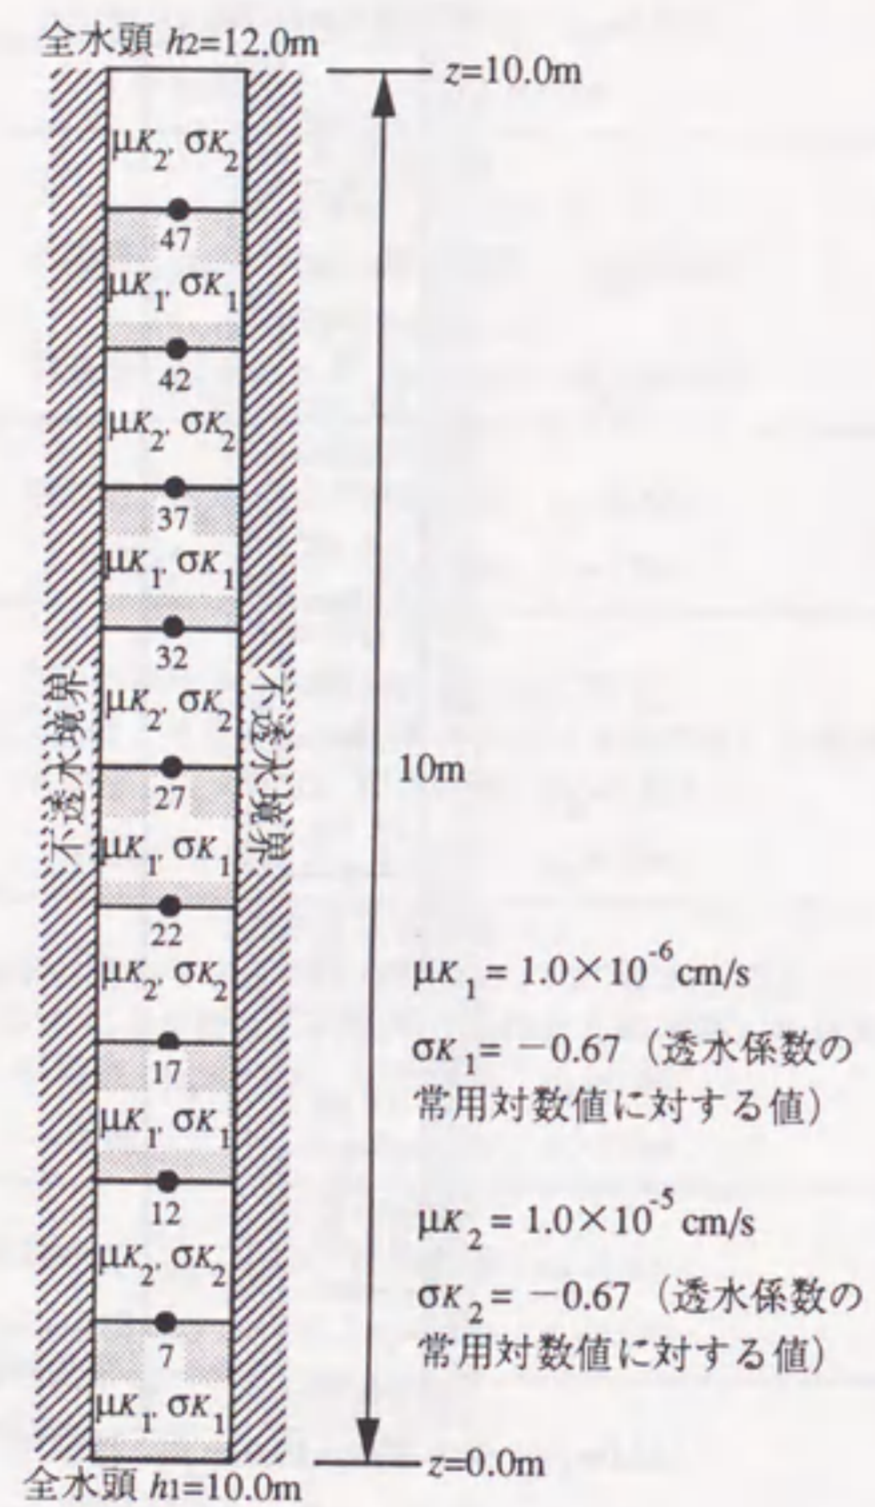 全水頭 h2=12.0m
z=10.0m
μK2, σK2
47
μK1, σK1
42
μK2, σK2
37
μK1, σK1
32
μK2, σK2
不透水境界
不透水境界
27
10m
μK1, σK1
22
μK2, σK2
μK1 = 1.0×10-6 cm/s
17
σK1= −0.67（透水係数の
μK1, σK1
常用対数値に対する値）
12
μK2 = 1.0×10-5 cm/s
μK2, σK2
σK2= −0.67（透水係数の
7
常用対数値に対する値）
μK1, σK1
z=0.0m
全水頭 h1=10.0m